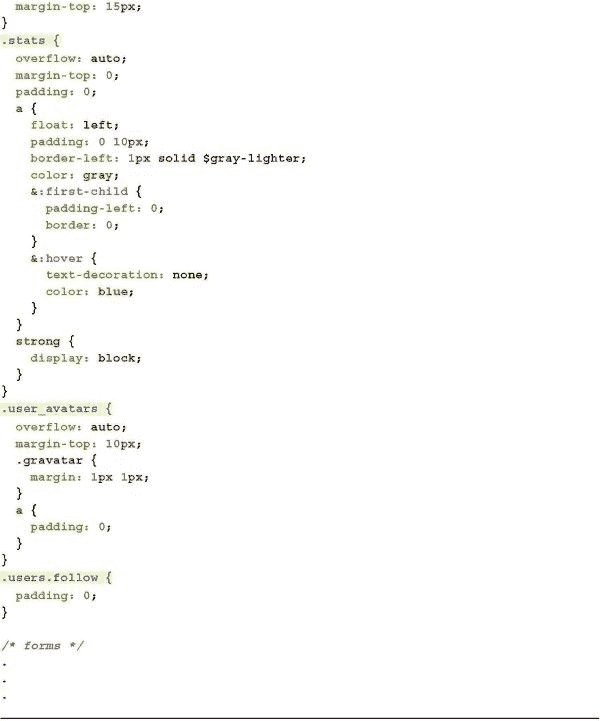 margin-top: 15px;
}
.stats {
overflow: auto;
margin-top: 0;
padding: 0;
a {
float: left;
padding: 0 10px;
border-left: 1px solid $gray-lighter;
color: gray;
&:first-child {
padding-left: 0;
border: 0;
}
&:hover {
text-decoration: none;
color: blue;
}
}
strong {
display: block;
}
}
.user_avatars {
overflow: auto;
margin-top: 10px;
.gravatar {
margin: 1px 1px;
}
a {
padding: 0;
}
}
.users.follow {
padding: 0;
}
/* forms */
.
.
.